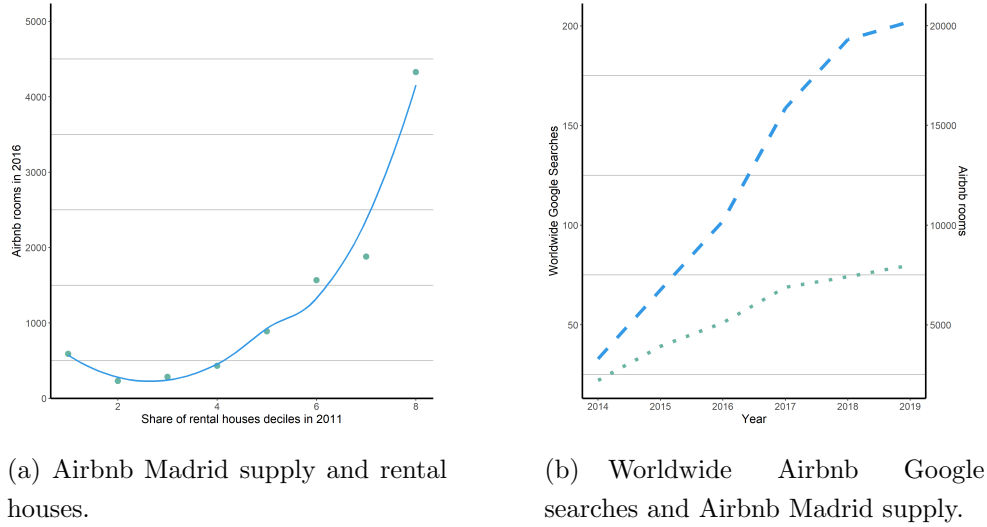 5000
4000
3000
2000
1000
0
Airbnb rooms in 2016
2 4 6 8
Share of rental houses deciles in 2011
(a) Airbnb Madrid supply and rental
houses.
200
150
100
50
Worldwide Google Searches
20000
15000
10000
5000
Airbnb rooms
2014 2015 2016 2017 2018 2019
Year
(b) Worldwide Airbnb Google
searches and Airbnb Madrid supply.